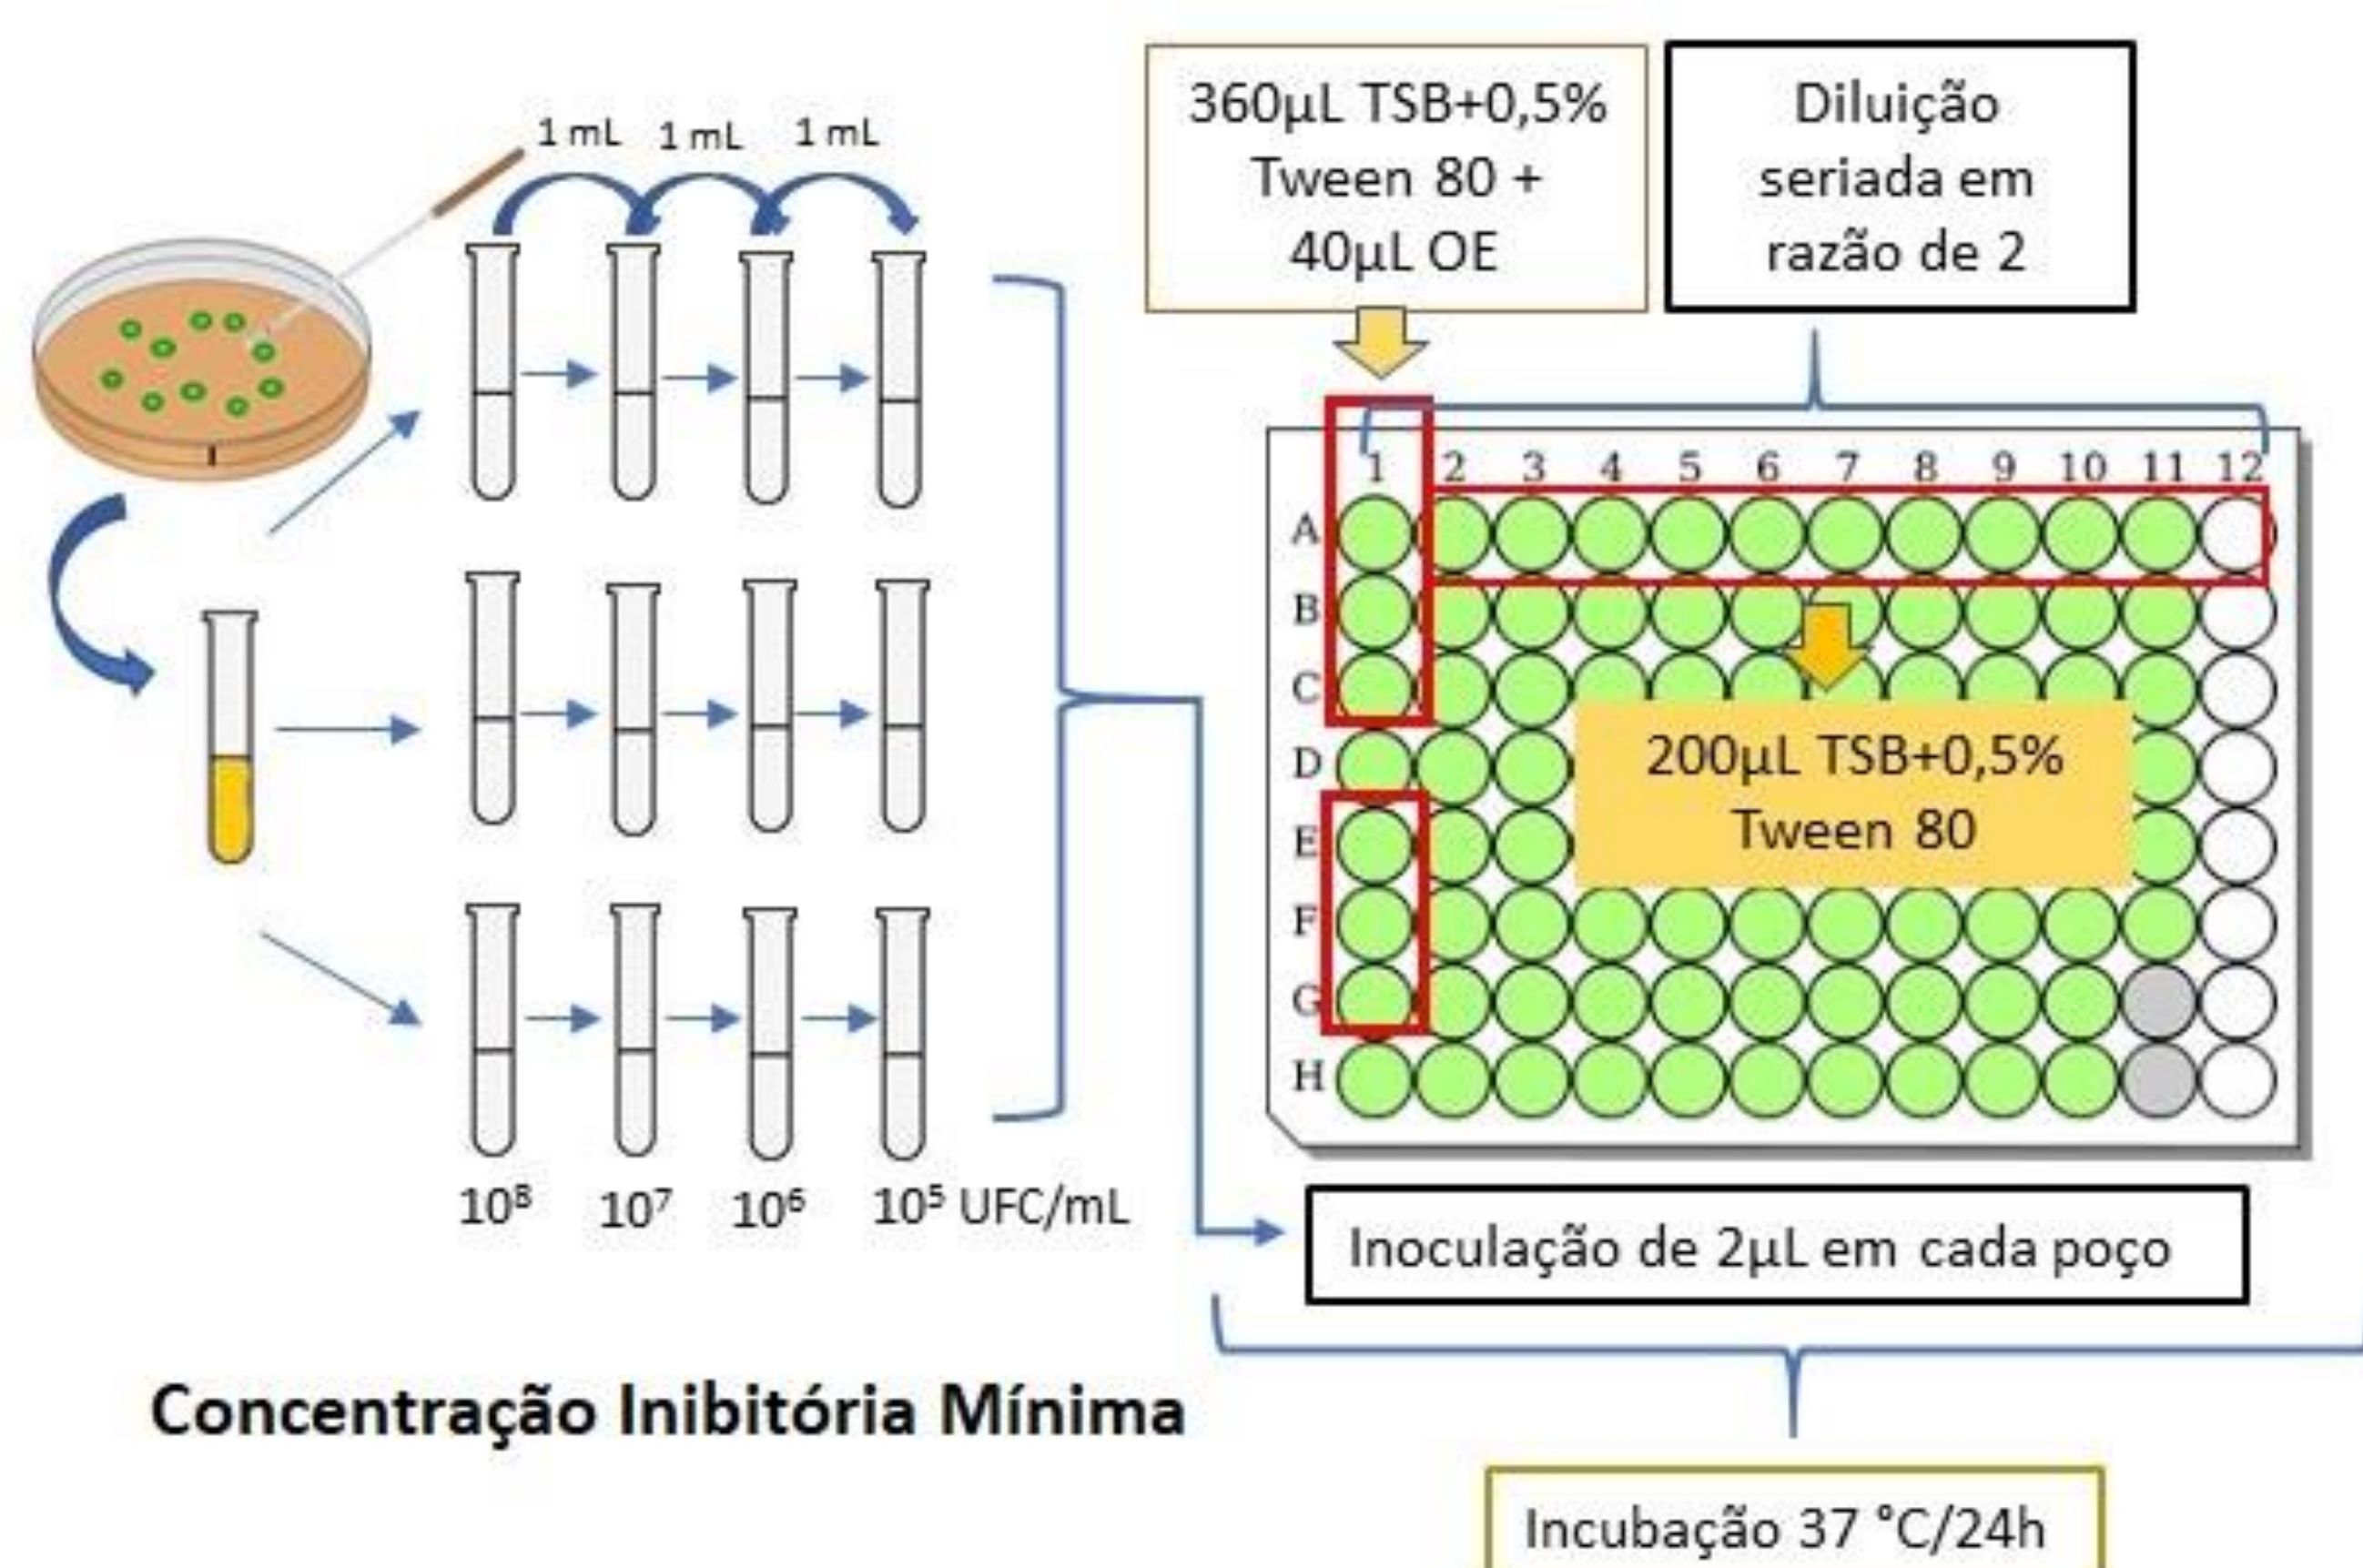 1 mL 1 mL 1 mL
360µL TSB+0,5%
Tween 80 +
40µL OE
Diluição
seriada em
razão de 2
1 2 3 4 5 6 7 8 9 10 11 12
A
B
C
D
E
F
G
H
200µL TSB+0,5%
Tween 80
10⁸ 10⁷ 10⁶ 10⁵ UFC/mL
Inoculação de 2µL em cada poço
Concentração Inibitória Mínima
Incubação 37 °C/24h